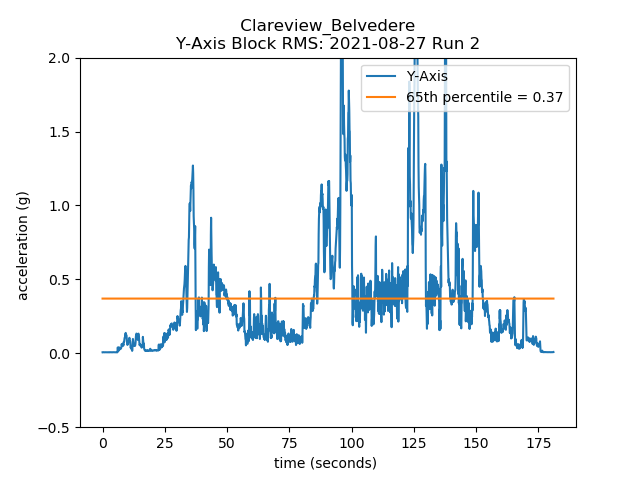 Clareview_Belvedere
Y-Axis Block RMS: 2021-08-27 Run 2
Y-Axis
65th percentile = 0.37
2.0
1.5
1.0
0.5
0.0
−0.5
acceleration (g)
0 25 50 75 100 125 150 175
time (seconds)